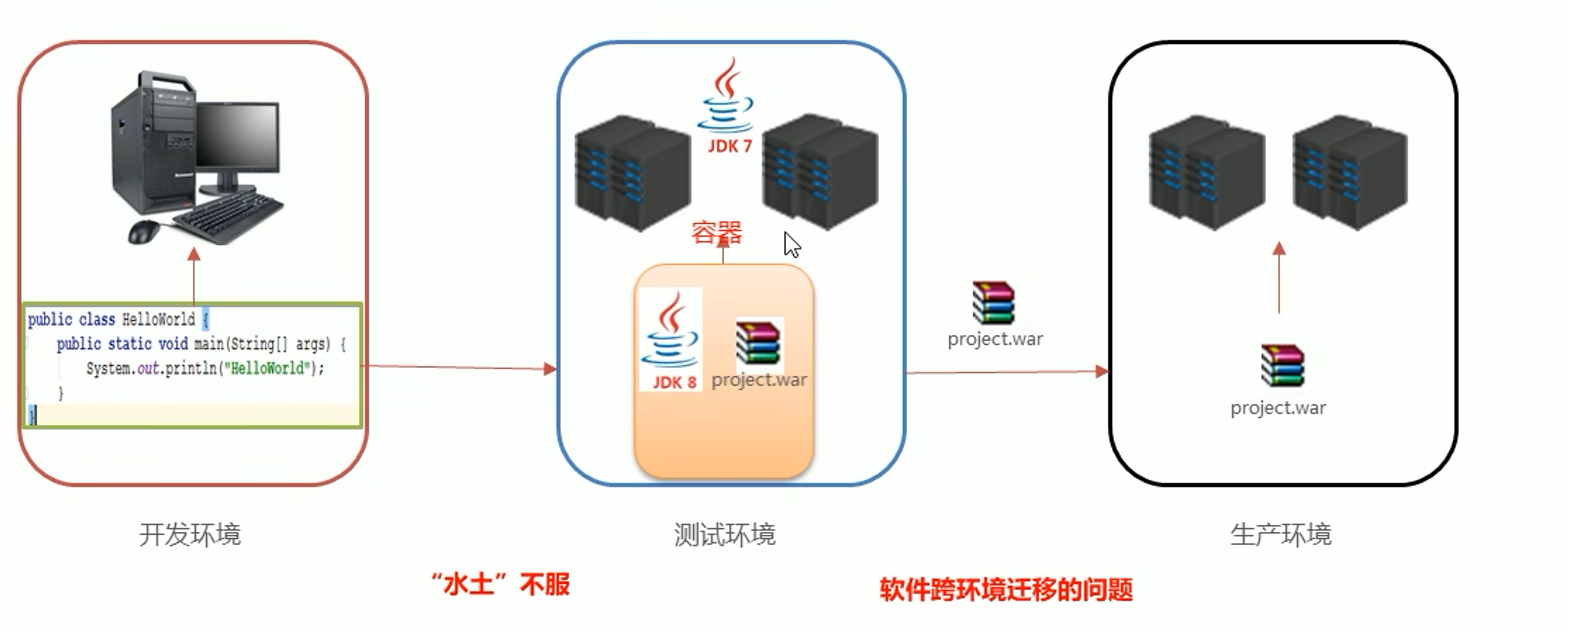 JDK 7
容器
public class HelloWorld {
public static void main(String[] args) {
System.out.println("HelloWorld");
}
}
JDK 8
project.war
project.war
project.war
开发环境
测试环境
生产环境
“水土”不服
软件跨环境迁移的问题